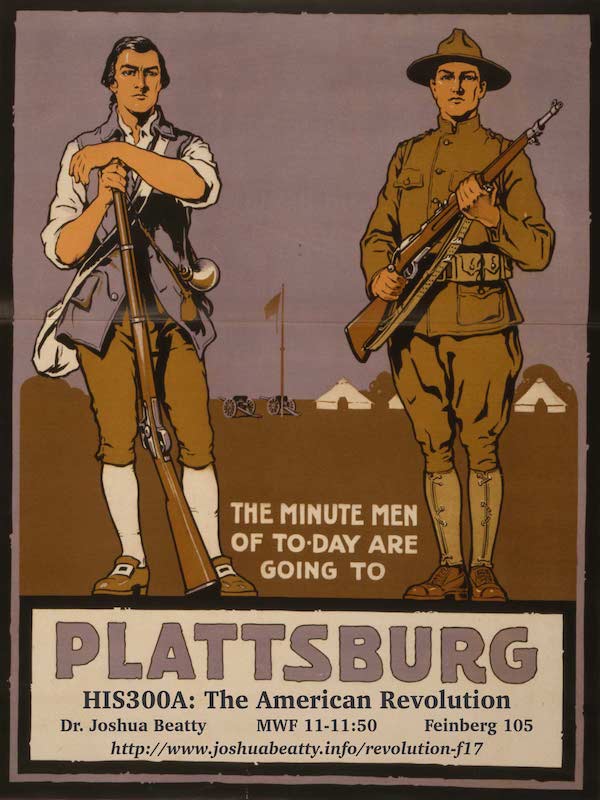 THE MINUTE MEN
OF TO·DAY ARE
GOING TO
PLATTSBURG
HIS300A: The American Revolution
Dr. Joshua Beatty MWF 11-11:50 Feinberg 105
http://www.joshuabeatty.info/revolution-f17